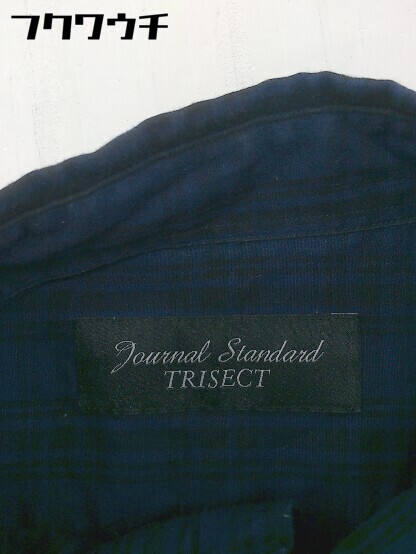 フクワウチ
Journal Standard
TRISECT